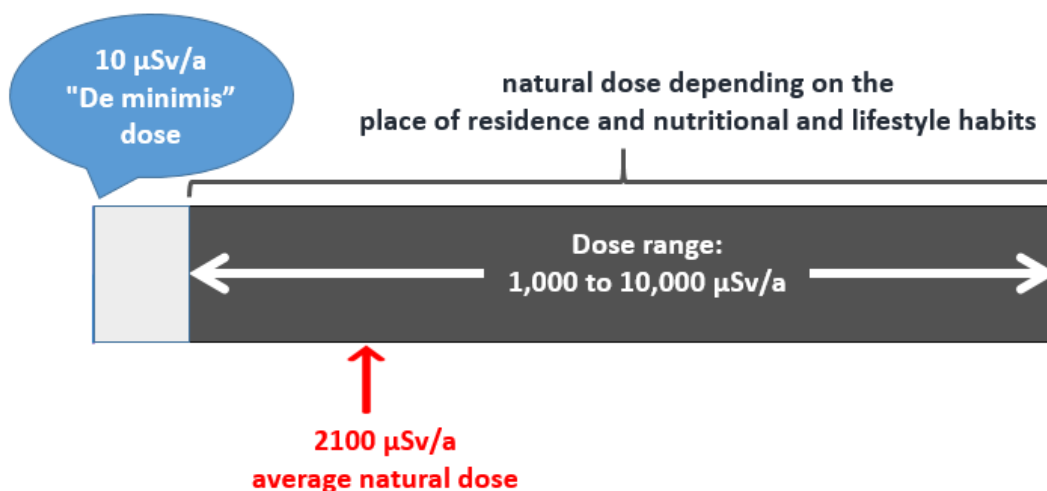 10 µSv/a
"De minimis”
dose
natural dose depending on the
place of residence and nutritional and lifestyle habits
Dose range:
1,000 to 10,000 µSv/a
2100 µSv/a
average natural dose